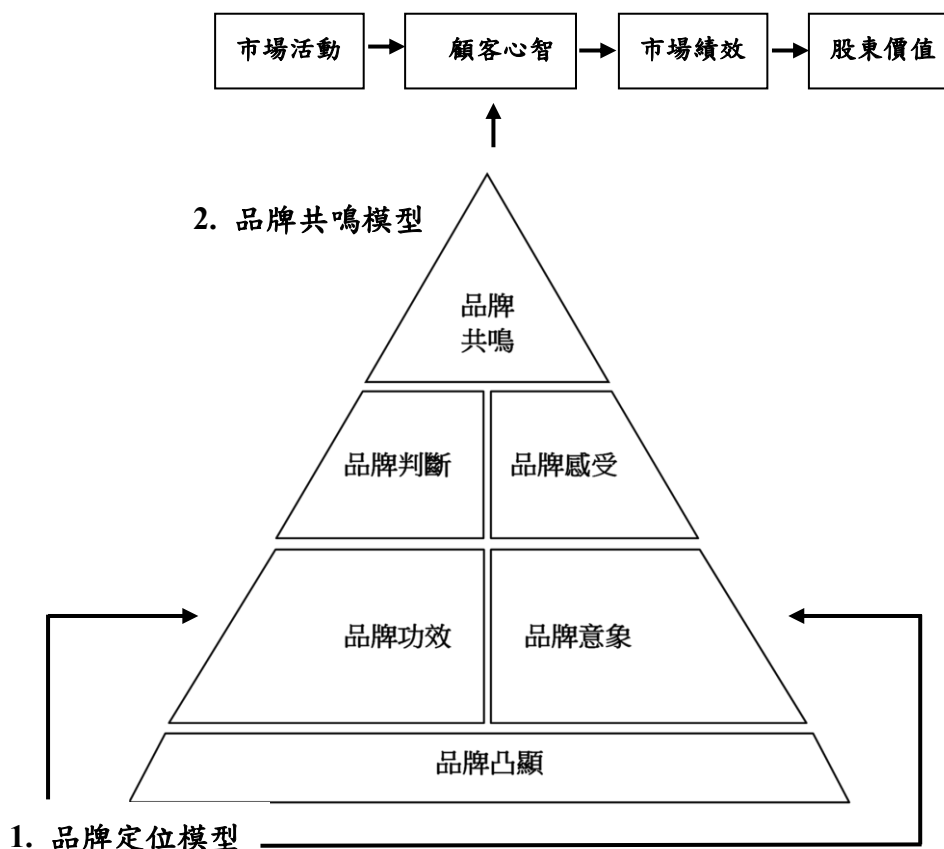 市場活動 顧客心智 市場績效 股東價值
2. 品牌共鳴模型
品牌
共鳴
品牌判斷 品牌感受
品牌功效 品牌意象
品牌凸顯
1. 品牌定位模型